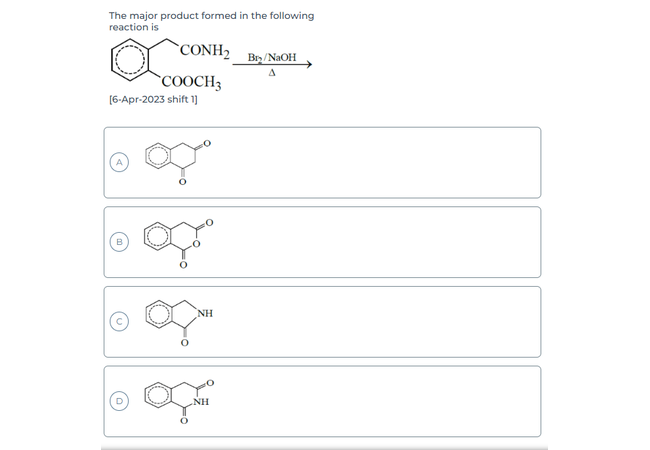 The major product formed in the following
reaction is
CONH₂
Br₂/NaOH
Δ
COOCH₃
[6-Apr-2023 shift 1]
A
O
O
B
O
O
O
C
NH
O
D
O
NH
O